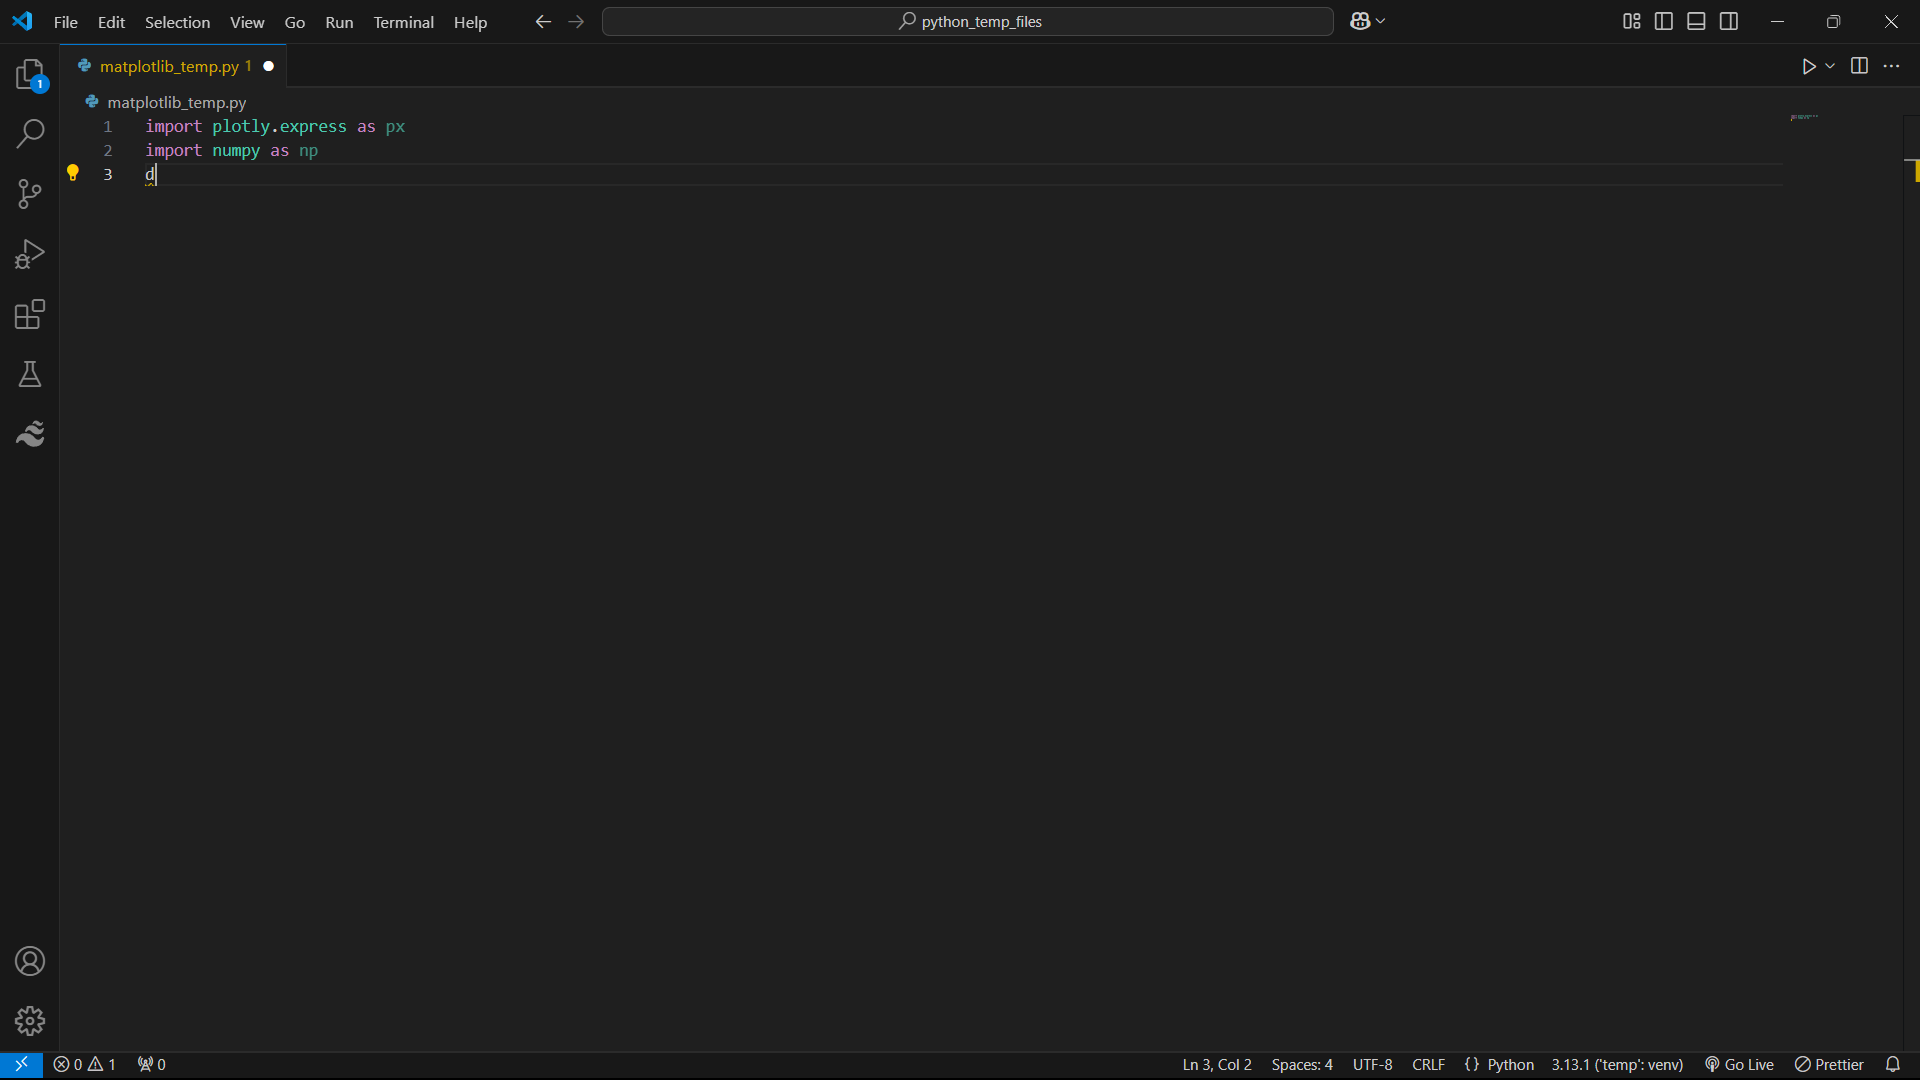 File Edit Selection View Go Run Terminal Help python_temp_files
matplotlib_temp.py 1
matplotlib_temp.py
1 import plotly.express as px
2 import numpy as np
3 d
1
0 1 0 Ln 3, Col 2 Spaces: 4 UTF-8 CRLF {} Python 3.13.1 ('temp': venv) Go Live Prettier